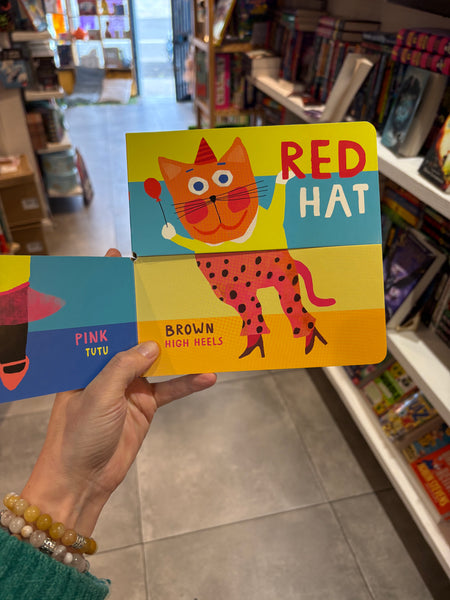 RED
HAT
PINK
TUTU
BROWN
HIGH HEELS